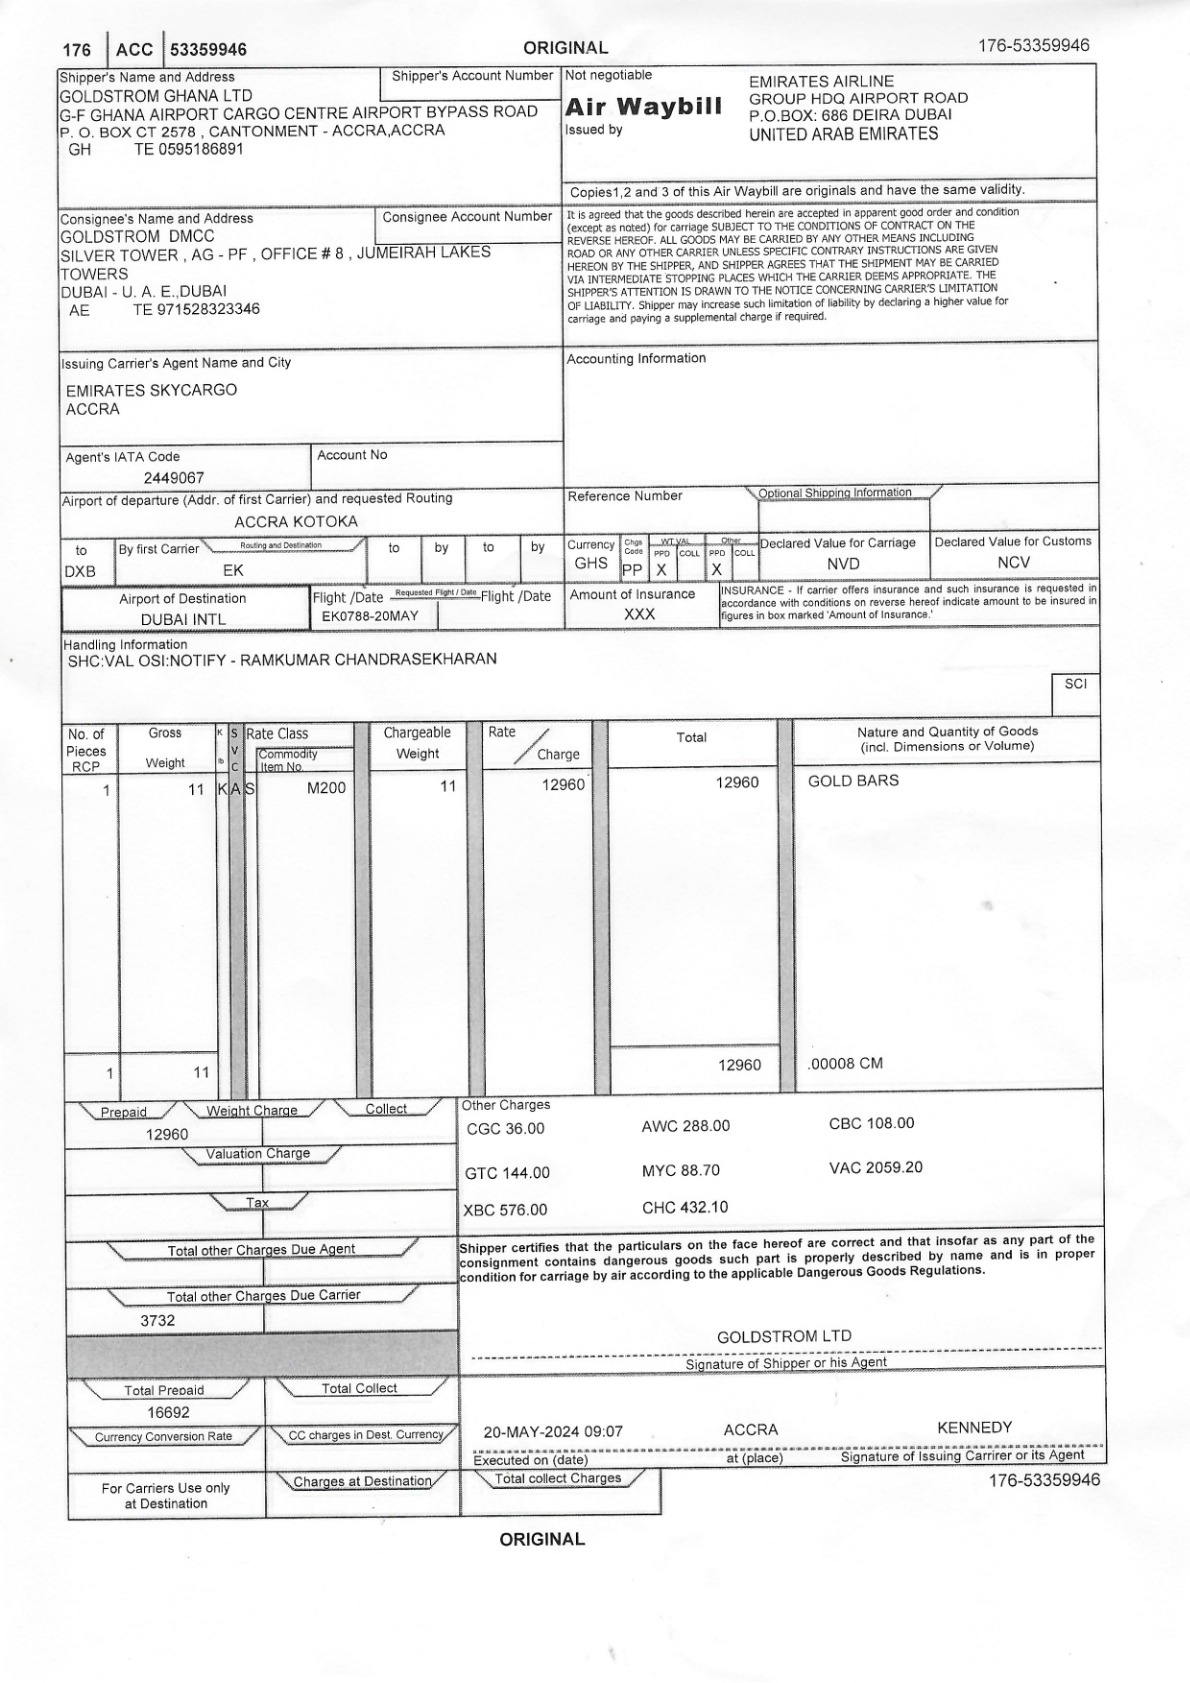 176 ACC 53359946 ORIGINAL 176-53359946
Shipper's Name and Address
Shipper's Account Number
GOLDSTROM GHANA LTD
G-F GHANA AIRPORT CARGO CENTRE AIRPORT BYPASS ROAD
P. O. BOX CT 2578 , CANTONMENT - ACCRA,ACCRA
GH TE 0595186891
Not negotiable
Air Waybill
Issued by
EMIRATES AIRLINE
GROUP HDQ AIRPORT ROAD
P.O.BOX: 686 DEIRA DUBAI
UNITED ARAB EMIRATES
Copies1,2 and 3 of this Air Waybill are originals and have the same validity.
Consignee's Name and Address
Consignee Account Number
GOLDSTROM DMCC
SILVER TOWER , AG - PF , OFFICE # 8 , JUMEIRAH LAKES
TOWERS
DUBAI - U. A. E.,DUBAI
AE TE 971528323346
It is agreed that the goods described herein are accepted in apparent good order and condition
(except as noted) for carriage SUBJECT TO THE CONDITIONS OF CONTRACT ON THE
REVERSE HEREOF. ALL GOODS MAY BE CARRIED BY ANY OTHER MEANS INCLUDING
ROAD OR ANY OTHER CARRIER UNLESS SPECIFIC CONTRARY INSTRUCTIONS ARE GIVEN
HEREON BY THE SHIPPER, AND SHIPPER AGREES THAT THE SHIPMENT MAY BE CARRIED
VIA INTERMEDIATE STOPPING PLACES WHICH THE CARRIER DEEMS APPROPRIATE. THE
SHIPPER'S ATTENTION IS DRAWN TO THE NOTICE CONCERNING CARRIER'S LIMITATION
OF LIABILITY. Shipper may increase such limitation of liability by declaring a higher value for
carriage and paying a supplemental charge if required.
Issuing Carrier's Agent Name and City
EMIRATES SKYCARGO
ACCRA
Accounting Information
Agent's IATA Code
2449067
Account No
Airport of departure (Addr. of first Carrier) and requested Routing
ACCRA KOTOKA
Reference Number
Optional Shipping Information
to
DXB
By first Carrier
Routing and Destination
EK
to
by
to
by
Currency
GHS
Chgs
Code
PP
WT VAL
PPD COLL
X
Other
PPD COLL
X
Declared Value for Carriage
NVD
Declared Value for Customs
NCV
Airport of Destination
DUBAI INTL
Flight /Date Requested Flight / Date Flight /Date
EK0788-20MAY
Amount of Insurance
XXX
INSURANCE - If carrier offers insurance and such insurance is requested in
accordance with conditions on reverse hereof indicate amount to be insured in
figures in box marked 'Amount of Insurance.'
Handling Information
SHC:VAL OSI:NOTIFY - RAMKUMAR CHANDRASEKHARAN
SCI
No. of
Pieces
RCP
Gross
Weight
K
lb
S
V
C
Rate Class
Commodity
Item No.
Chargeable
Weight
Rate
Charge
Total
Nature and Quantity of Goods
(incl. Dimensions or Volume)
1 11 K A S M200 11 12960 12960 GOLD BARS
1 11 12960 .00008 CM
Prepaid Weight Charge Collect
12960
Valuation Charge
Tax
Total other Charges Due Agent
Total other Charges Due Carrier
3732
Other Charges
CGC 36.00 AWC 288.00 CBC 108.00
GTC 144.00 MYC 88.70 VAC 2059.20
XBC 576.00 CHC 432.10
Shipper certifies that the particulars on the face hereof are correct and that insofar as any part of the
consignment contains dangerous goods such part is properly described by name and is in proper
condition for carriage by air according to the applicable Dangerous Goods Regulations.
GOLDSTROM LTD
Signature of Shipper or his Agent
Total Prepaid Total Collect
16692
Currency Conversion Rate CC charges in Dest. Currency
20-MAY-2024 09:07 ACCRA KENNEDY
Executed on (date) at (place) Signature of Issuing Carrirer or its Agent
For Carriers Use only
at Destination
Charges at Destination
Total collect Charges
176-53359946
ORIGINAL